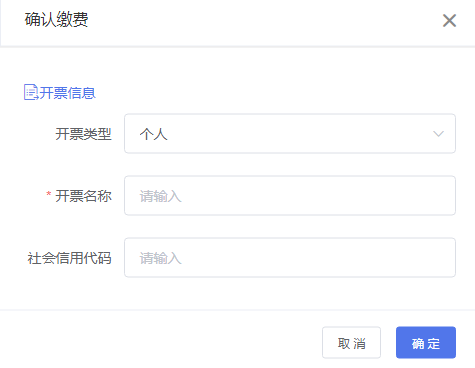 确认缴费
开票信息
开票类型 个人
* 开票名称 请输入
社会信用代码 请输入
取消 确定